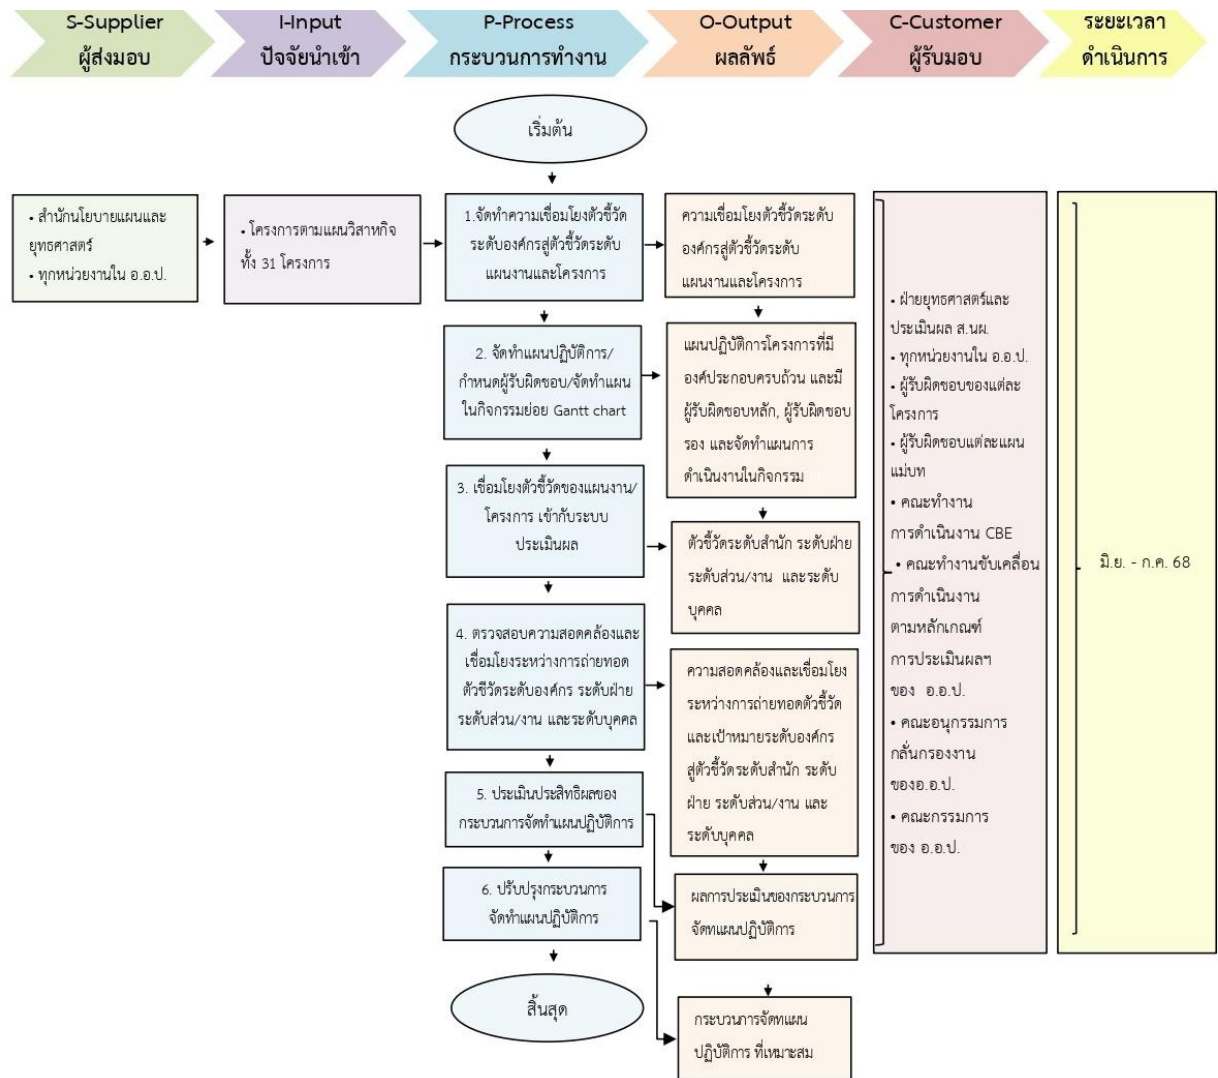 S-Supplier
ผู้ส่งมอบ
I-Input
ปัจจัยนำเข้า
P-Process
กระบวนการทำงาน
O-Output
ผลลัพธ์
C-Customer
ผู้รับมอบ
ระยะเวลา
ดำเนินการ
เริ่มต้น
• สำนักนโยบายแผนและ
ยุทธศาสตร์
• ทุกหน่วยงานใน อ.อ.ป.
• โครงการตามแผนวิสาหกิจ
ทั้ง 31 โครงการ
1.จัดทำความเชื่อมโยงตัวชี้วัด
ระดับองค์กรสู่ตัวชี้วัดระดับ
แผนงานและโครงการ
ความเชื่อมโยงตัวชี้วัดระดับ
องค์กรสู่ตัวชี้วัดระดับ
แผนงานและโครงการ
2. จัดทำแผนปฏิบัติการ/
กำหนดผู้รับผิดชอบ/จัดทำแผน
ในกิจกรรมย่อย Gantt chart
แผนปฏิบัติการโครงการที่มี
องค์ประกอบครบถ้วน และมี
ผู้รับผิดชอบหลัก, ผู้รับผิดชอบ
รอง และจัดทำแผนการ
ดำเนินงานในกิจกรรม
3. เชื่อมโยงตัวชี้วัดของแผนงาน/
โครงการ เข้ากับระบบ
ประเมินผล
ตัวชี้วัดระดับสำนัก ระดับฝ่าย
ระดับส่วน/งาน และระดับ
บุคคล
4. ตรวจสอบความสอดคล้องและ
เชื่อมโยงระหว่างการถ่ายทอด
ตัวชีวัดระดับองค์กร ระดับฝ่าย
ระดับส่วน/งาน และระดับบุคคล
ความสอดคล้องและเชื่อมโยง
ระหว่างการถ่ายทอดตัวชี้วัด
และเป้าหมายระดับองค์กร
สู่ตัวชี้วัดระดับสำนัก ระดับ
ฝ่าย ระดับส่วน/งาน และ
ระดับบุคคล
5. ประเมินประสิทธิผลของ
กระบวนการจัดทำแผนปฏิบัติการ
ผลการประเมินของกระบวนการ
จัดทแผนปฏิบัติการ
6. ปรับปรุงกระบวนการ
จัดทำแผนปฏิบัติการ
กระบวนการจัดทแผน
ปฏิบัติการ ที่เหมาะสม
สิ้นสุด
• ฝ่ายยุทธศาสตร์และ
ประเมินผล ส.นผ.
• ทุกหน่วยงานใน อ.อ.ป.
• ผู้รับผิดชอบของแต่ละ
โครงการ
• ผู้รับผิดชอบแต่ละแผน
แม่บท
• คณะทำงาน
การดำเนินงาน CBE
• คณะทำงานขับเคลื่อน
การดำเนินงาน
ตามหลักเกณฑ์
การประเมินผลฯ
ของ อ.อ.ป.
• คณะอนุกรรมการ
กลั่นกรองงาน
ของอ.อ.ป.
• คณะกรรมการ
ของ อ.อ.ป.
มิ.ย. - ก.ค. 68